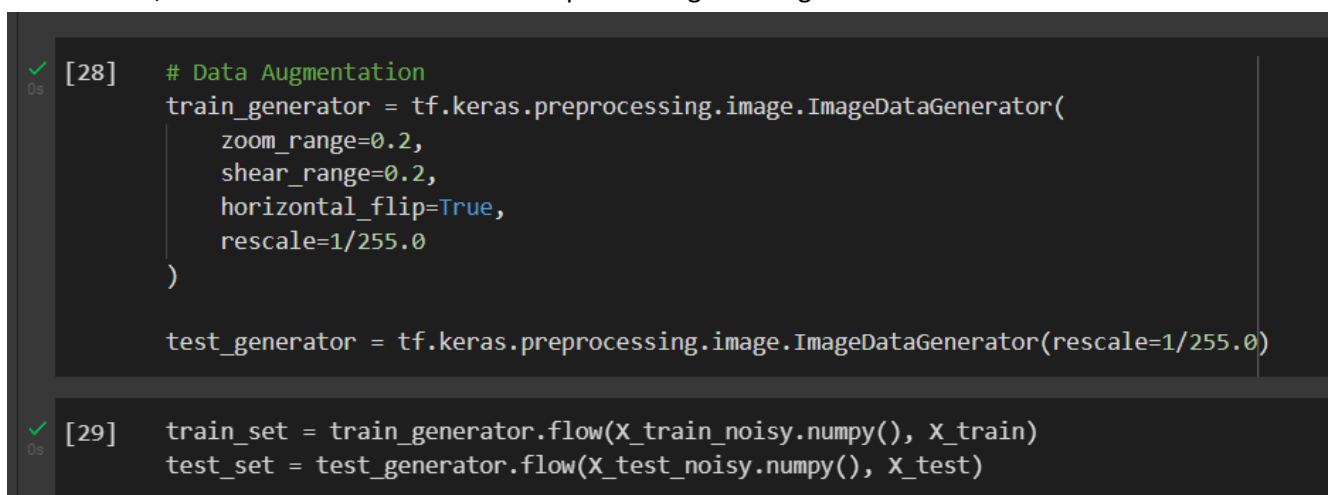 [28] # Data Augmentation
0s train_generator = tf.keras.preprocessing.image.ImageDataGenerator(
zoom_range=0.2,
shear_range=0.2,
horizontal_flip=True,
rescale=1/255.0
)
test_generator = tf.keras.preprocessing.image.ImageDataGenerator(rescale=1/255.0)
[29] train_set = train_generator.flow(X_train_noisy.numpy(), X_train)
0s test_set = test_generator.flow(X_test_noisy.numpy(), X_test)